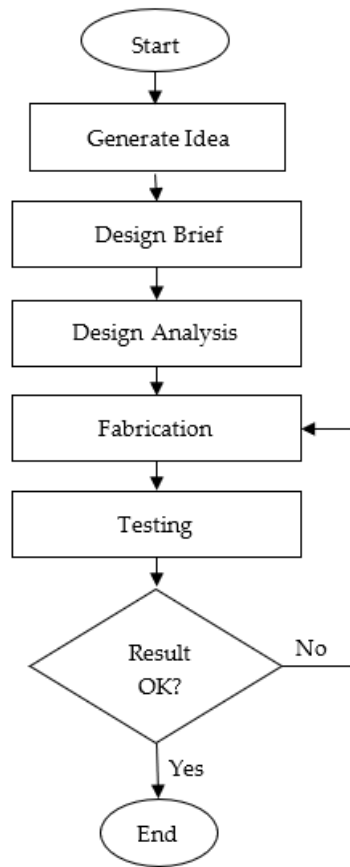 Start
Generate Idea
Design Brief
Design Analysis
Fabrication
Testing
Result
OK?
No
Yes
End